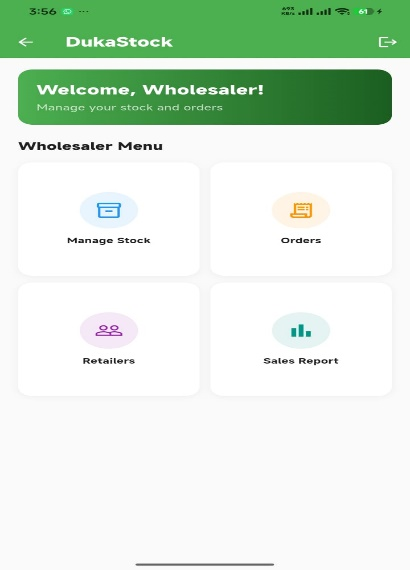 3:56 ...
DukaStock
Welcome, Wholesaler!
Manage your stock and orders
Wholesaler Menu
Manage Stock
Orders
Retailers
Sales Report